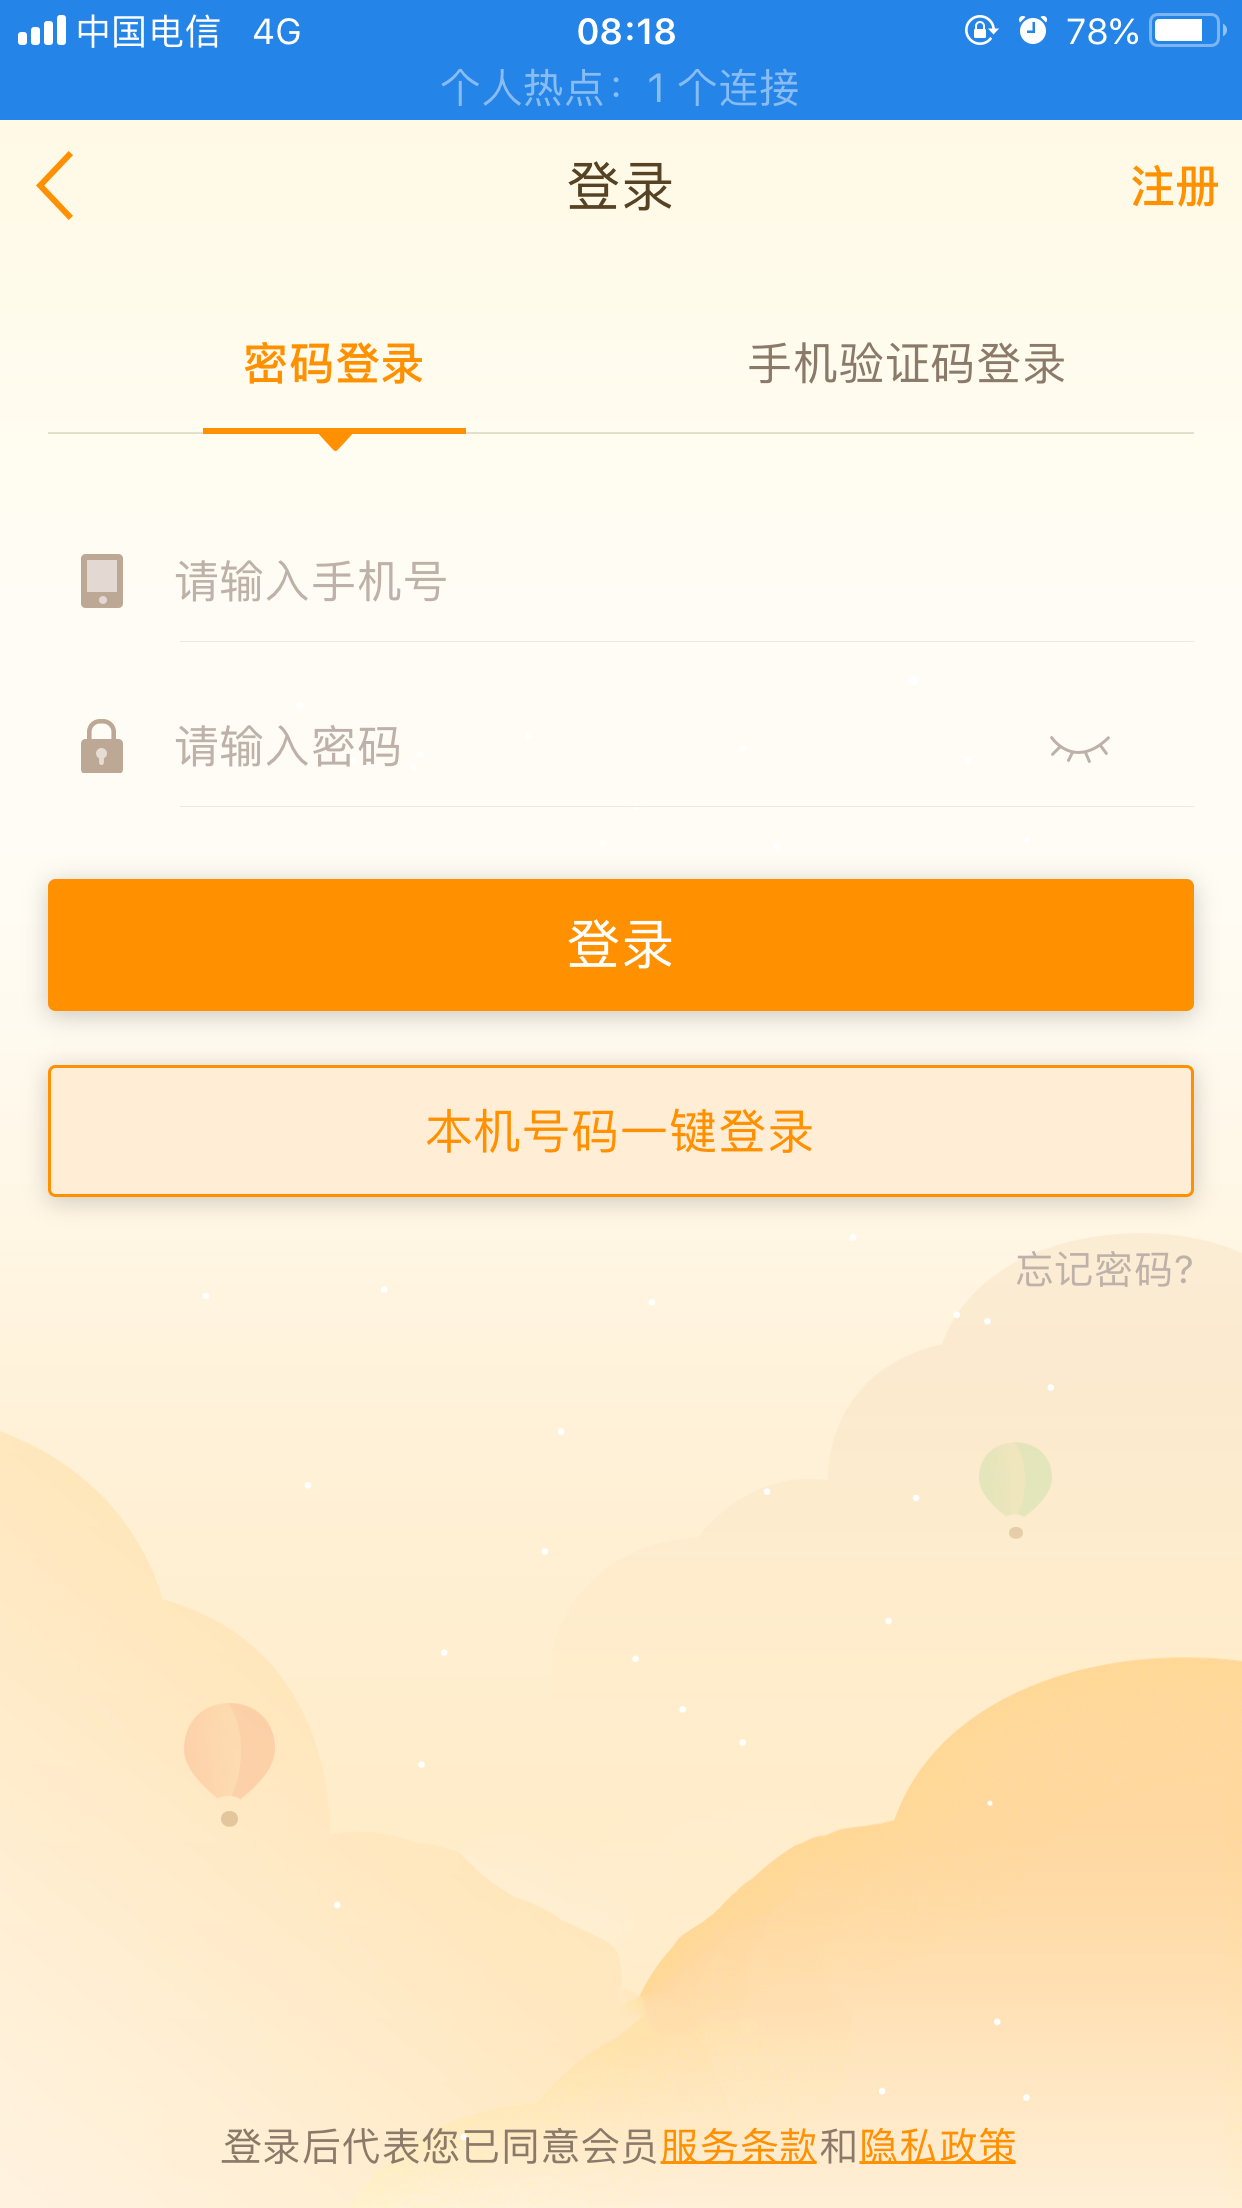 中国电信 4G 08:18 78%
个人热点：1 个连接
登录 注册
密码登录 手机验证码登录
请输入手机号
请输入密码
登录
本机号码一键登录
忘记密码?
登录后代表您已同意会员服务条款和隐私政策